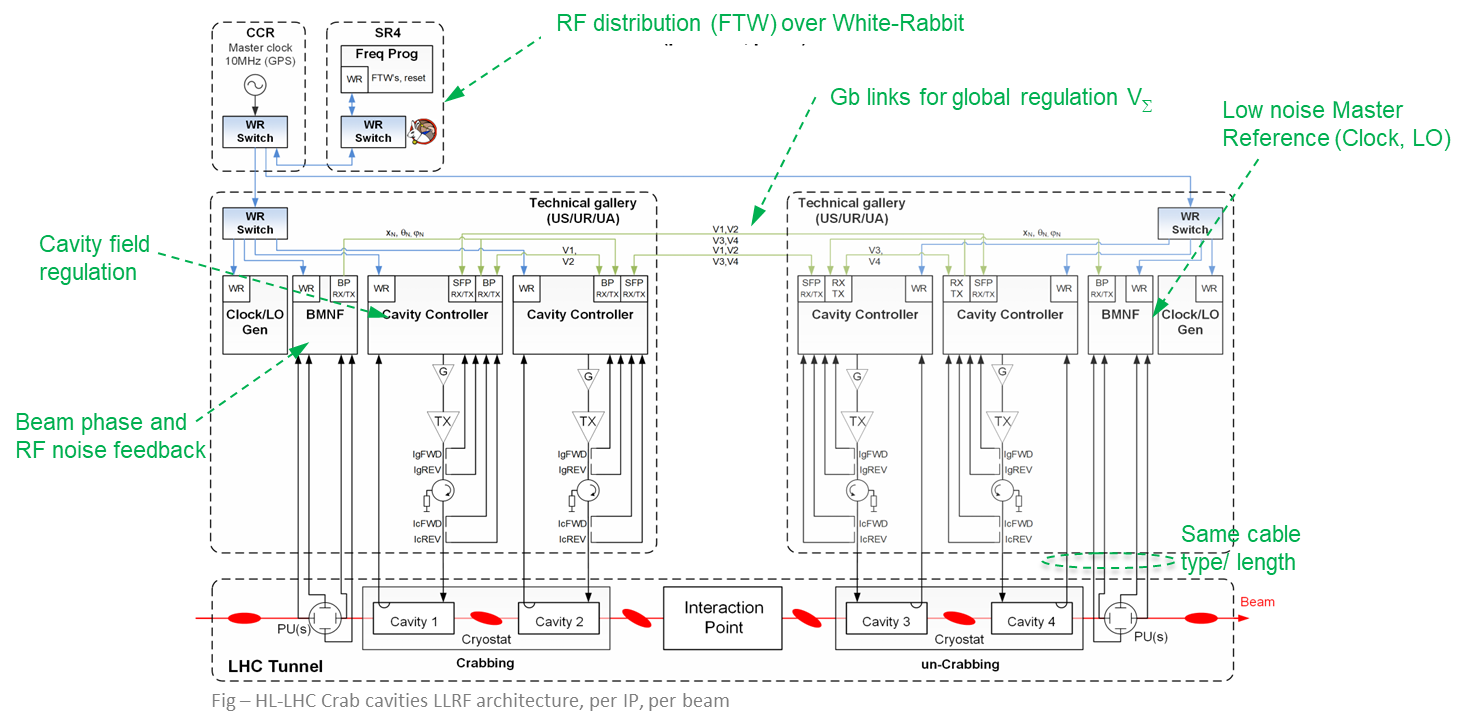 RF distribution (FTW) over White-Rabbit
CCR
Master clock
10MHz (GPS)
WR
Switch
SR4
Freq Prog
WR
FTW's, reset
WR
Switch
Gb links for global regulation VΣ
Low noise Master
Reference (Clock, LO)
Technical gallery
(US/UR/UA)
WR
Switch
Technical gallery
(US/UR/UA)
WR
Switch
Cavity field
regulation
xN, θN, φN
V1,
V2
V1,V2
V3,V4
V1,V2
V3,V4
V3,
V4
xN, θN, φN
WR
Clock/LO
Gen
WR
BP
RX/TX
BMNF
WR
SFP
RX/TX
BP
RX/TX
Cavity Controller
WR
BP
RX/TX
SFP
RX/TX
Cavity Controller
SFP
RX/TX
RX
TX
WR
Cavity Controller
RX
TX
SFP
RX/TX
WR
Cavity Controller
BP
RX/TX
WR
BMNF
WR
Clock/LO
Gen
Beam phase and
RF noise feedback
G
TX
IgFWD
IgREV
IcFWD
IcREV
G
TX
IgFWD
IgREV
IcFWD
IcREV
G
TX
IgFWD
IgREV
IcFWD
IcREV
G
TX
IgFWD
IgREV
IcFWD
IcREV
Same cable
type/ length
PU(s)
Cavity 1
Cavity 2
Cryostat
Crabbing
Interaction
Point
Cavity 3
Cavity 4
Cryostat
un-Crabbing
PU(s)
Beam
LHC Tunnel
Fig – HL-LHC Crab cavities LLRF architecture, per IP, per beam